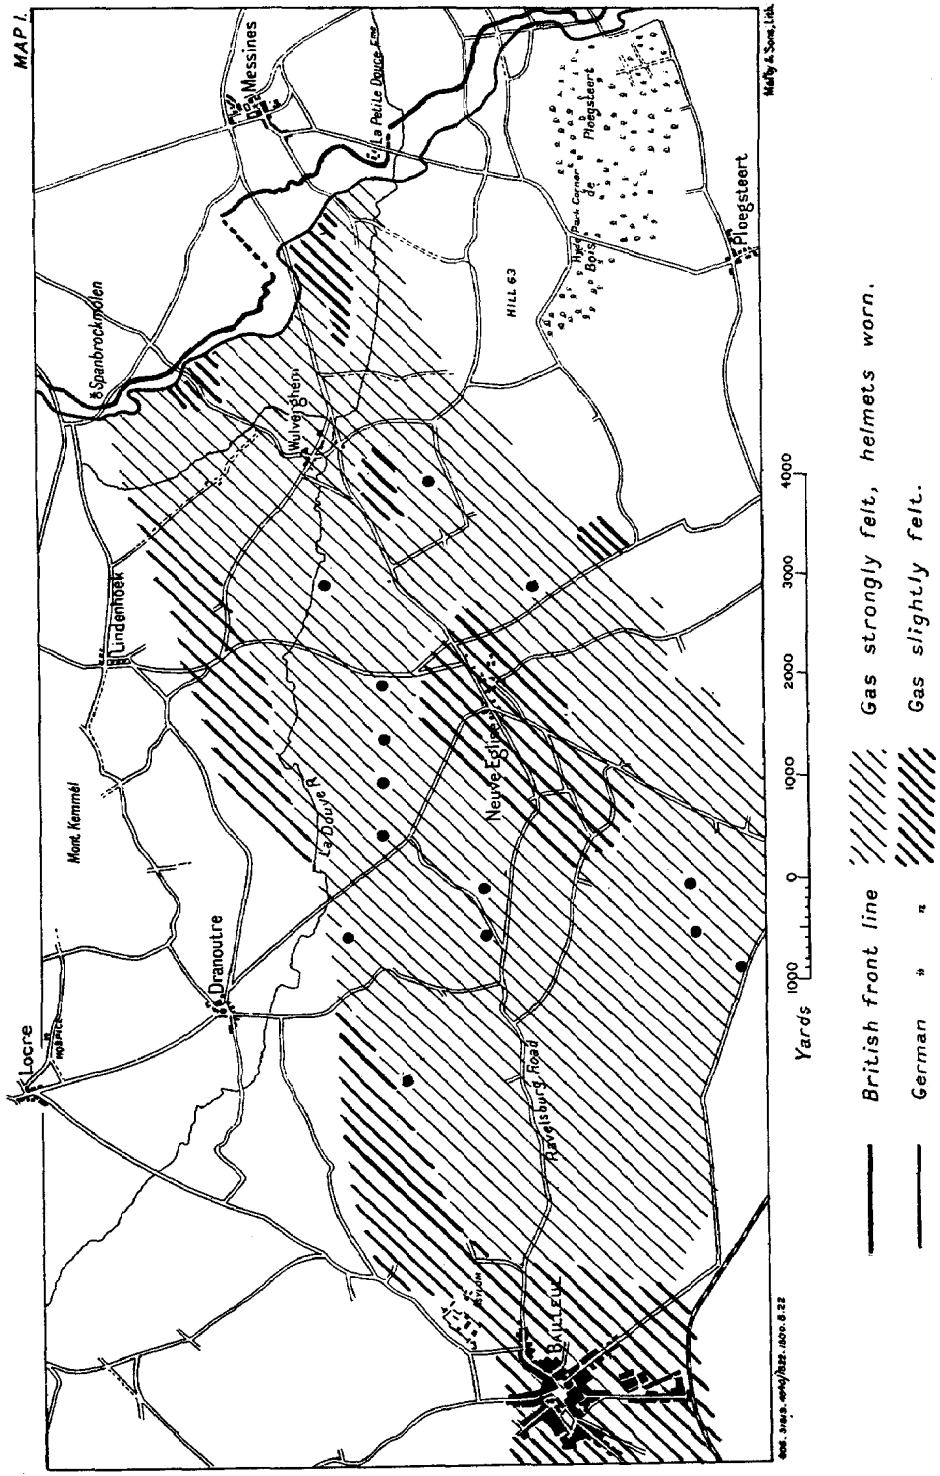 MAP I.
Messines
La Petite Douce Fme
Spanbrockmolen
Wulverghem
HILL 63
Hyde Park Corner
Bois de Ploegsteert
Ploegsteert
Lindenhoek
Mont Kemmel
La Douve R
Neuve Eglise
Locre
HOSPICE
Dranoutre
Ravelsburg Road
ASYLUM
BAILLEUL
Malby & Sons, Lith.
Yards
1000 0 1000 2000 3000 4000
British front line
German " "
Gas strongly felt, helmets worn.
Gas slightly felt.